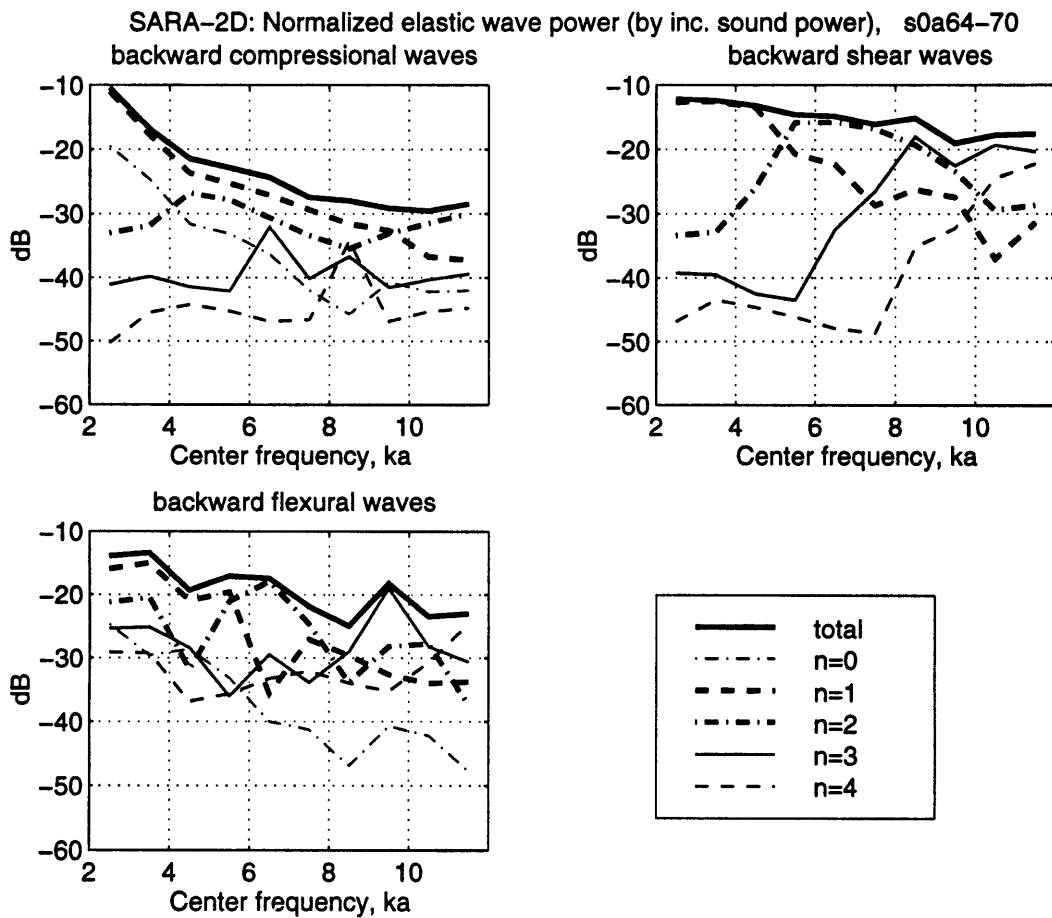 SARA-2D: Normalized elastic wave power (by inc. sound power), s0a64-70
backward compressional waves
backward shear waves
-10
-20
-30
-40
-50
-60
dB
2
4
6
8
10
Center frequency, ka
-10
-20
-30
-40
-50
-60
dB
2
4
6
8
10
Center frequency, ka
backward flexural waves
-10
-20
-30
-40
-50
-60
dB
2
4
6
8
10
Center frequency, ka
total
n=0
n=1
n=2
n=3
n=4